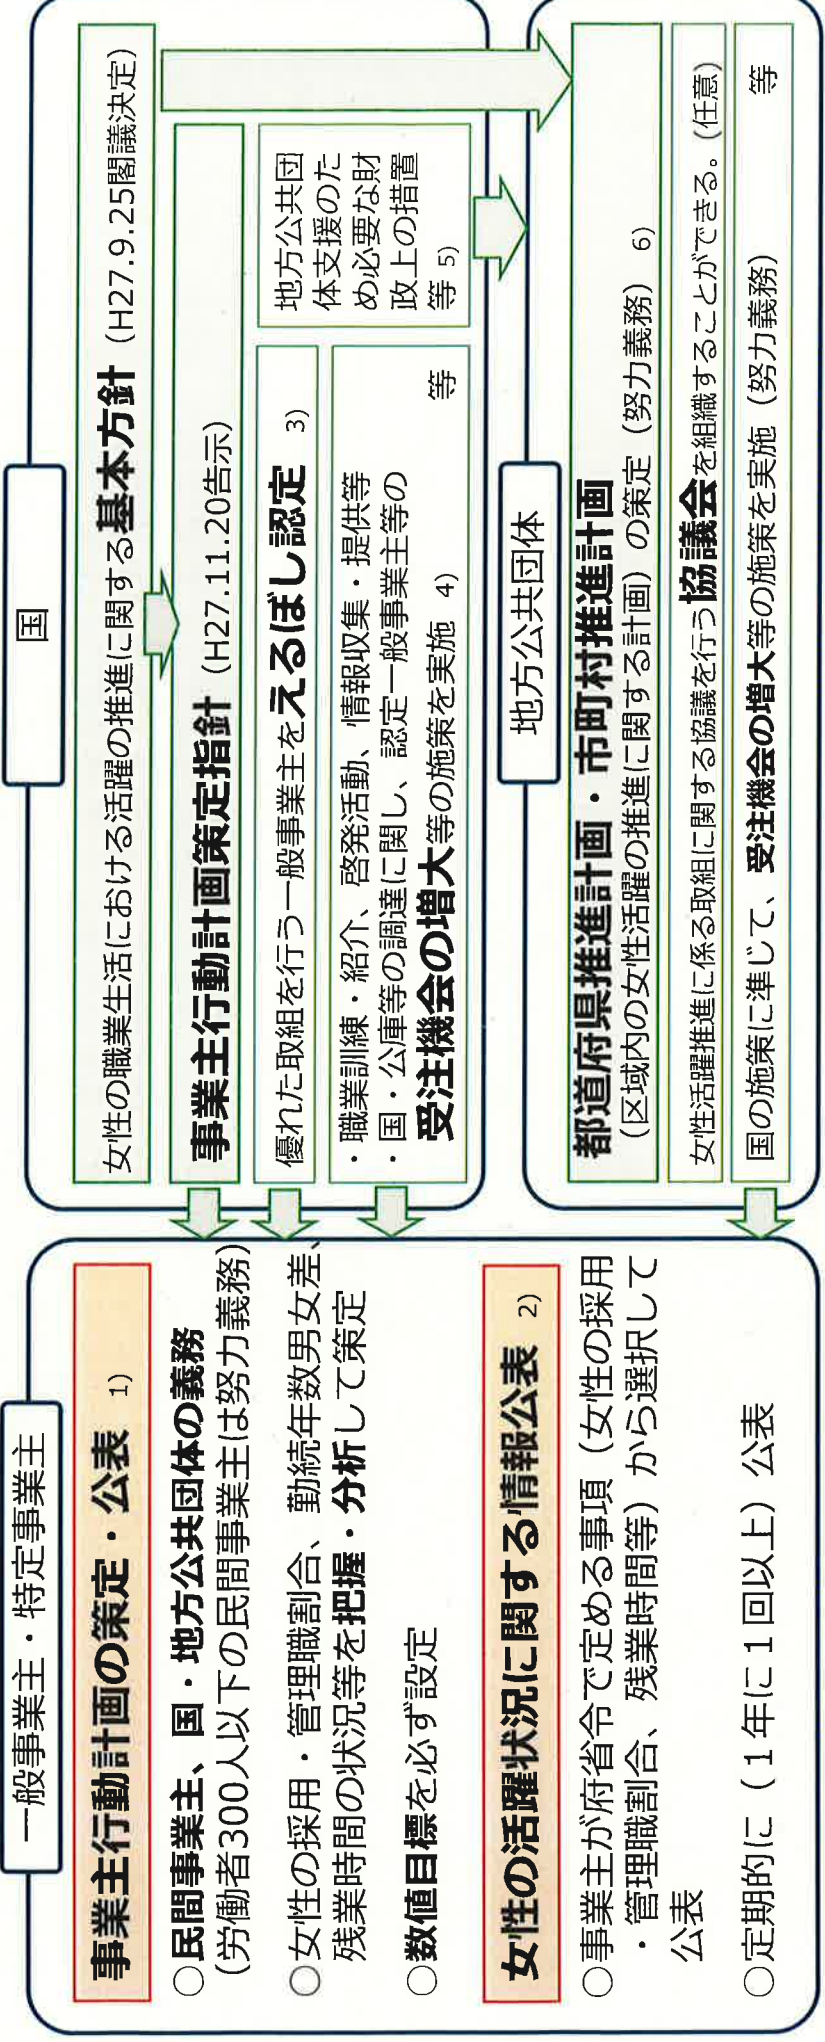 一般事業主・特定事業主
事業主行動計画の策定・公表 1)
○民間事業主、国・地方公共団体の義務
(労働者300人以下の民間事業主は努力義務)
○女性の採用・管理職割合、勤続年数男女差、
残業時間の状況等を把握・分析して策定
○数値目標を必ず設定
女性の活躍状況に関する情報公表 2)
○事業主が府省令で定める事項（女性の採用
・管理職割合、残業時間等）から選択して
公表
○定期的に（１年に１回以上）公表
国
女性の職業生活における活躍の推進に関する基本方針（H27.9.25閣議決定）
事業主行動計画策定指針（H27.11.20告示）
優れた取組を行う一般事業主をえるぼし認定 3)
・職業訓練・紹介、啓発活動、情報収集・提供等
・国・公庫等の調達に関し、認定一般事業主等の
受注機会の増大等の施策を実施 4) 等
地方公共団
体支援のた
め必要な財
政上の措置
等 5)
地方公共団体
都道府県推進計画・市町村推進計画
（区域内の女性活躍の推進に関する計画）の策定（努力義務） 6)
女性活躍推進に係る取組に関する協議を行う協議会を組織することができる。（任意）
国の施策に準じて、受注機会の増大等の施策を実施（努力義務） 等